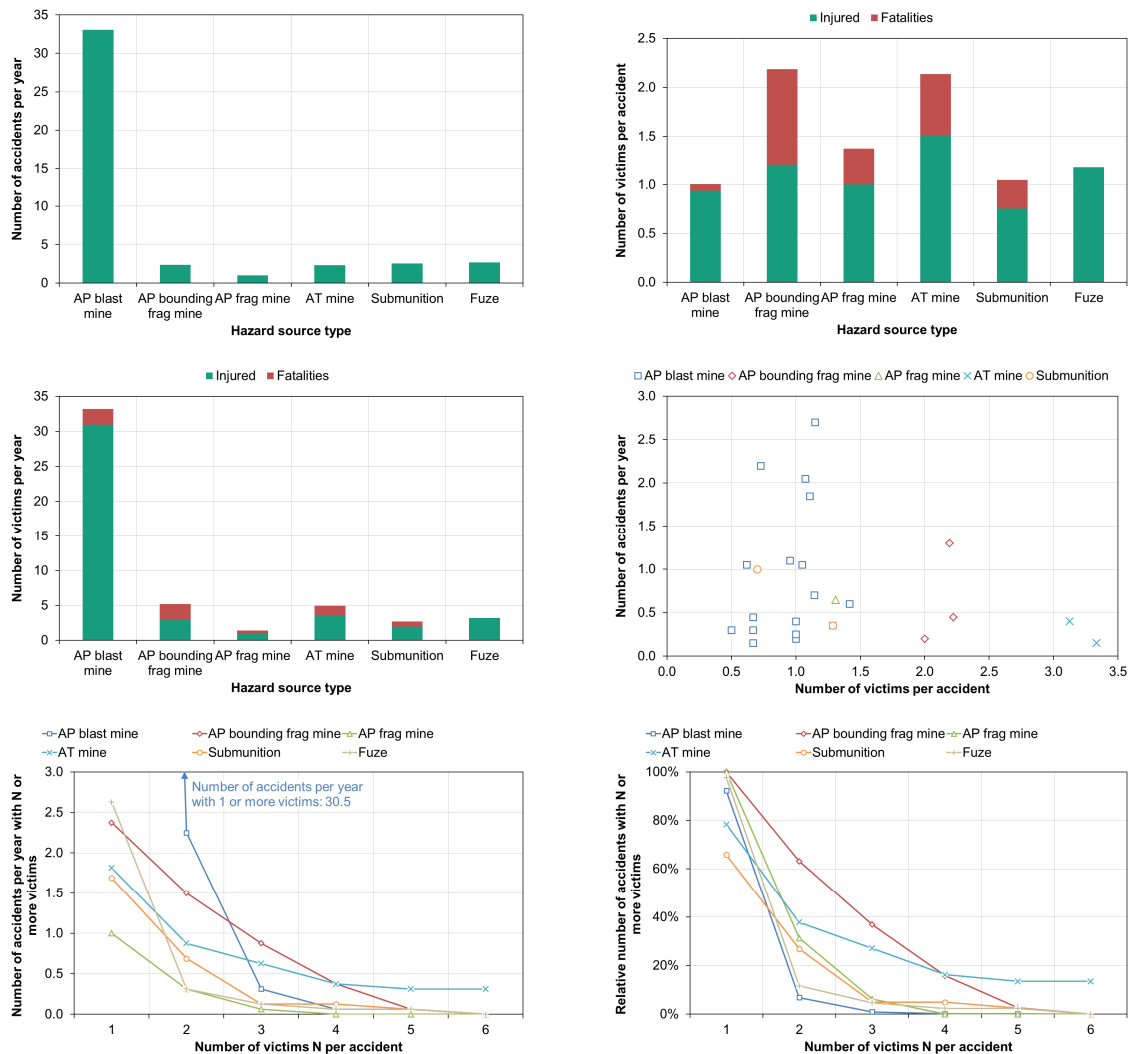 35
30
25
20
15
10
5
0
Number of accidents per year
AP blast mine
AP bounding frag mine
AP frag mine
AT mine
Submunition
Fuze
Hazard source type
Injured Fatalities
2.5
2.0
1.5
1.0
0.5
0.0
Number of victims per accident
AP blast mine
AP bounding frag mine
AP frag mine
AT mine
Submunition
Fuze
Hazard source type
Injured Fatalities
35
30
25
20
15
10
5
0
Number of victims per year
AP blast mine
AP bounding frag mine
AP frag mine
AT mine
Submunition
Fuze
Hazard source type
AP blast mine AP bounding frag mine AP frag mine AT mine Submunition
3.0
2.5
2.0
1.5
1.0
0.5
0.0
Number of accidents per year
0.0 0.5 1.0 1.5 2.0 2.5 3.0 3.5
Number of victims per accident
AP blast mine AP bounding frag mine AP frag mine
AT mine Submunition Fuze
3.0
2.5
2.0
1.5
1.0
0.5
0.0
Number of accidents per year with N or
more victims
Number of accidents per year
with 1 or more victims: 30.5
1 2 3 4 5 6
Number of victims N per accident
AP blast mine AP bounding frag mine AP frag mine
AT mine Submunition Fuze
100%
80%
60%
40%
20%
0%
Relative number of accidents with N or
more victims
1 2 3 4 5 6
Number of victims N per accident